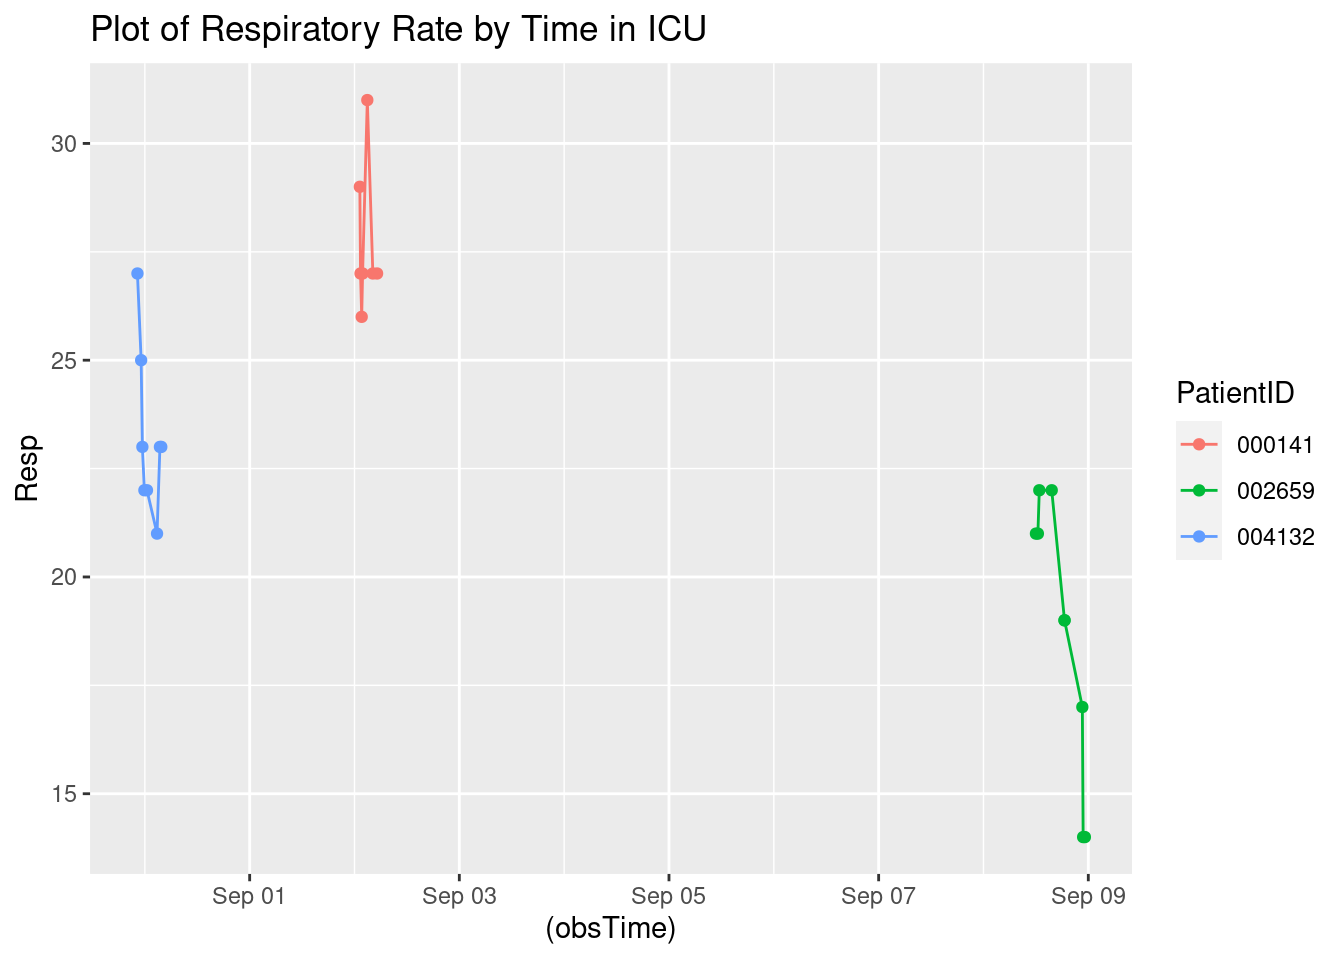 Plot of Respiratory Rate by Time in ICU
30
25
20
15
Resp
Sep 01
Sep 03
Sep 05
Sep 07
Sep 09
(obsTime)
PatientID
000141
002659
004132